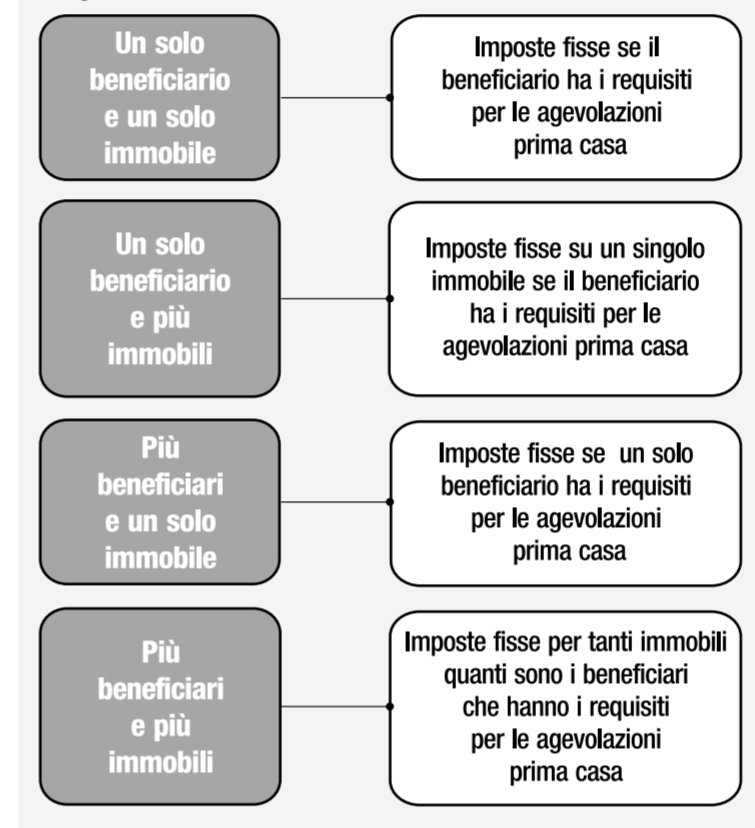 Un solo
beneficiario
e un solo
immobile
Imposte fisse se il
beneficiario ha i requisiti
per le agevolazioni
prima casa
Un solo
beneficiario
e più
immobili
Imposte fisse su un singolo
immobile se il beneficiario
ha i requisiti per le
agevolazioni prima casa
Più
beneficiari
e un solo
immobile
Imposte fisse se un solo
beneficiario ha i requisiti
per le agevolazioni
prima casa
Più
beneficiari
e più
immobili
Imposte fisse per tanti immobili
quanti sono i beneficiari
che hanno i requisiti
per le agevolazioni
prima casa